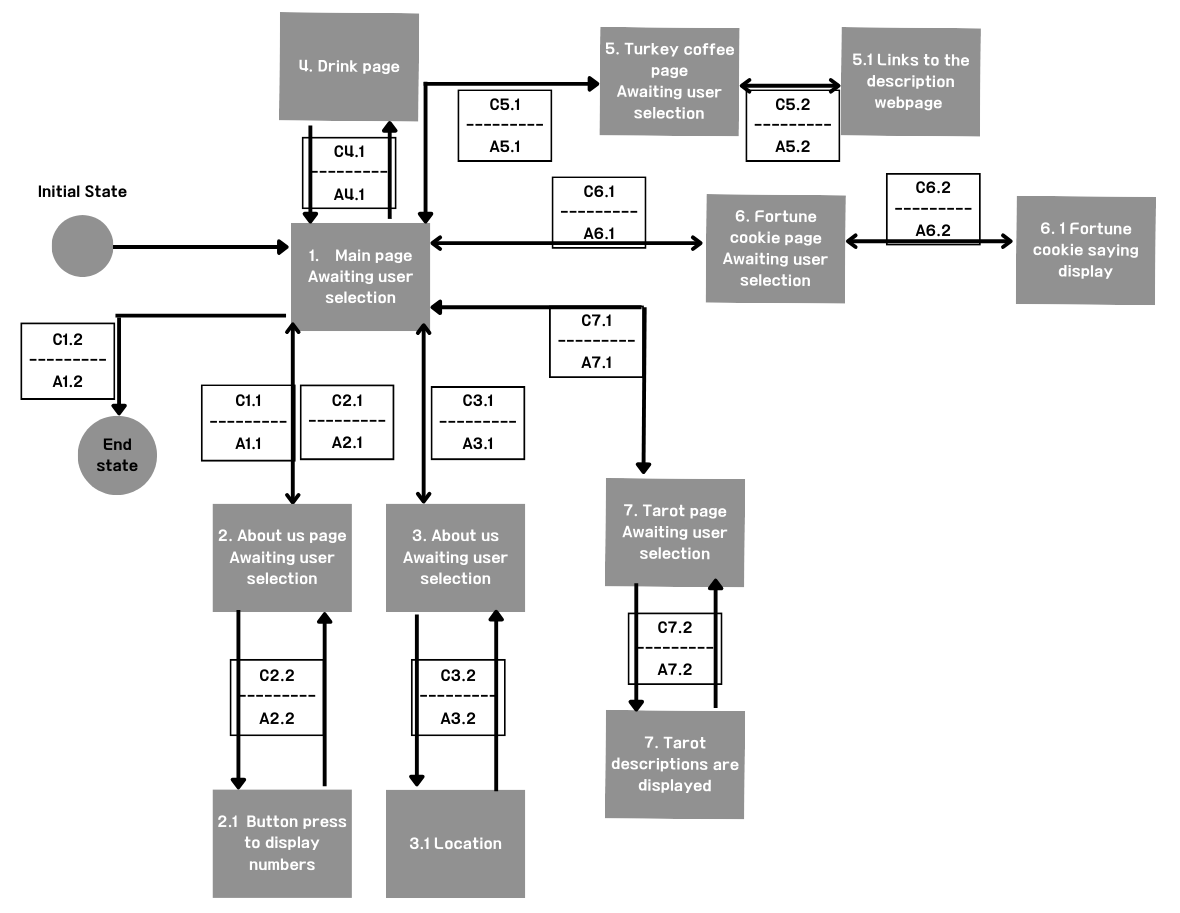 4. Drink page
5. Turkey coffee
page
Awaiting user
selection
5.1 Links to the
description
webpage
C5.1
A5.1
C5.2
A5.2
C4.1
A4.1
Initial State
C6.1
A6.1
C6.2
A6.2
1. Main page
Awaiting user
selection
6. Fortune
cookie page
Awaiting user
selection
6. 1 Fortune
cookie saying
display
C1.2
A1.2
C7.1
A7.1
C1.1
A1.1
C2.1
A2.1
C3.1
A3.1
End
state
2. About us page
Awaiting user
selection
3. About us
Awaiting user
selection
7. Tarot page
Awaiting user
selection
C2.2
A2.2
C3.2
A3.2
C7.2
A7.2
7. Tarot
descriptions are
displayed
2.1 Button press
to display
numbers
3.1 Location